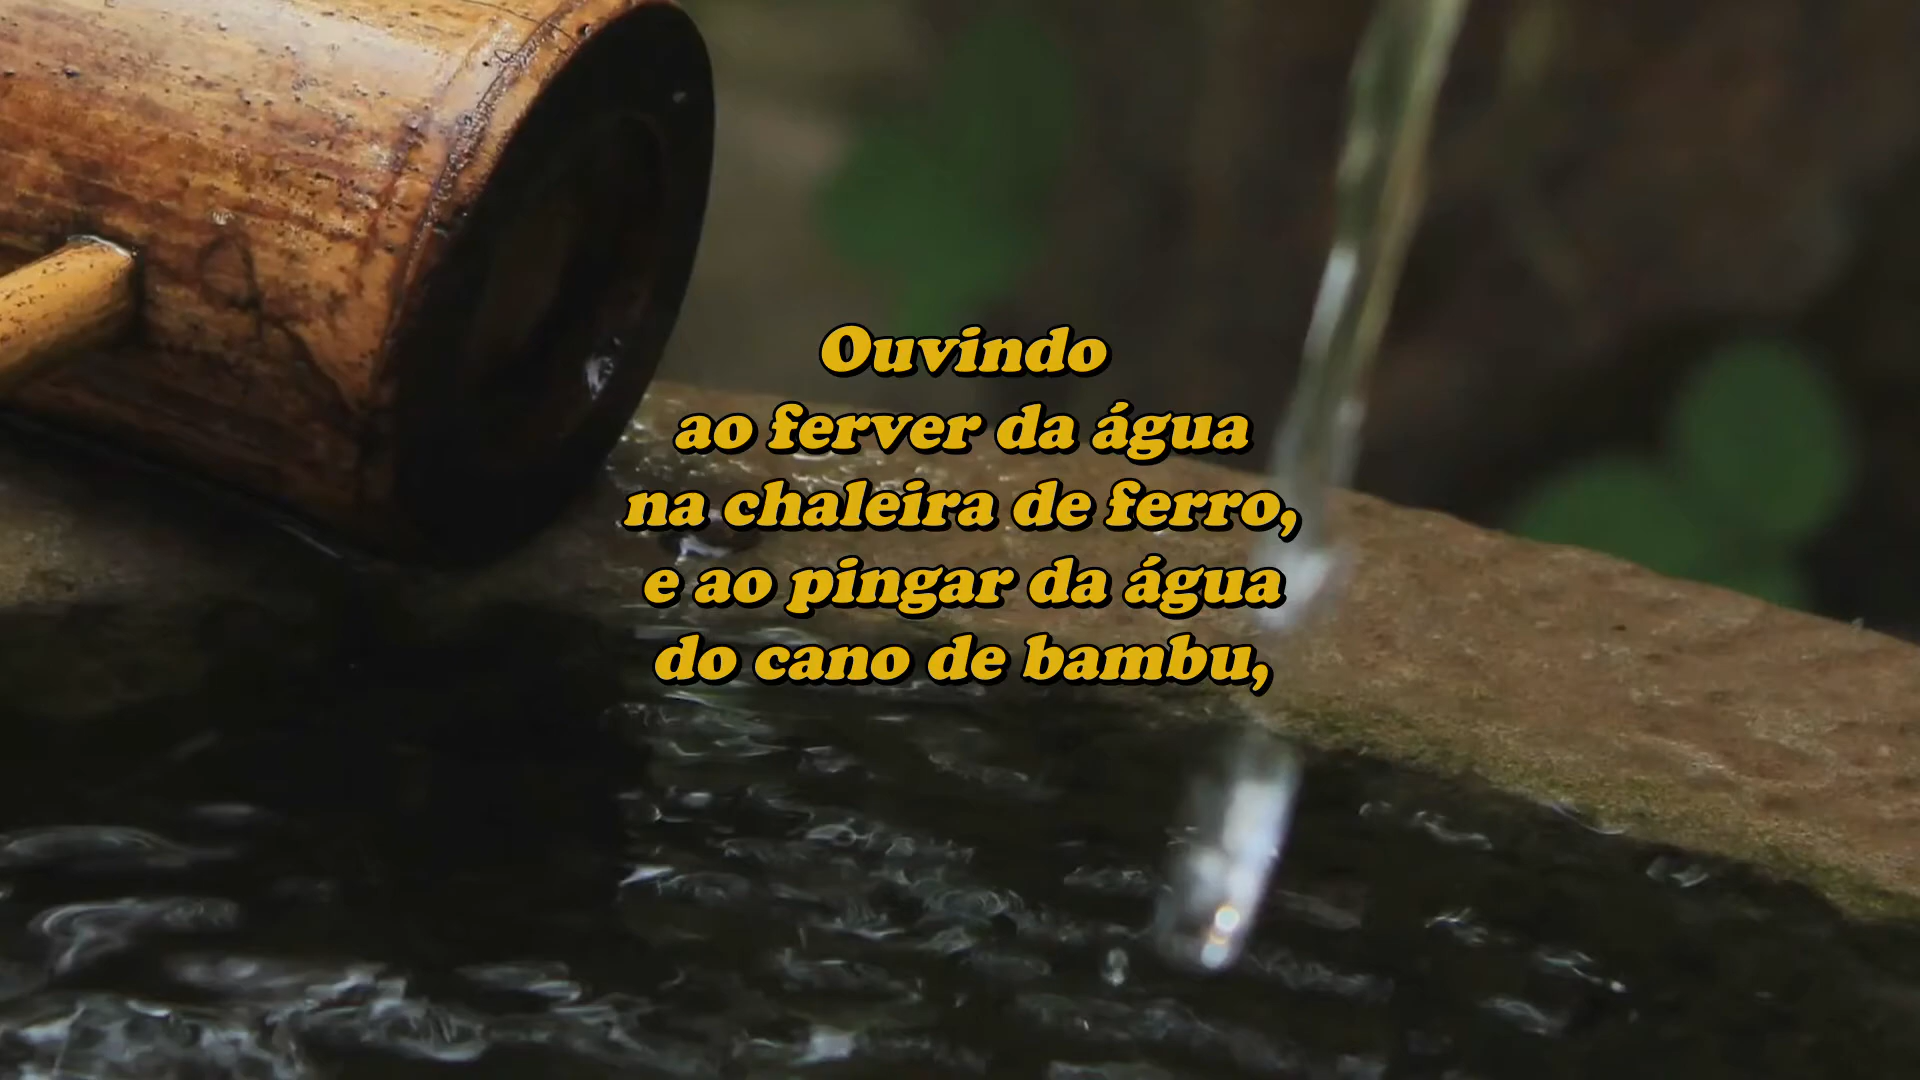 Ouvindo
ao ferver da água
na chaleira de ferro,
e ao pingar da água
do cano de bambu,